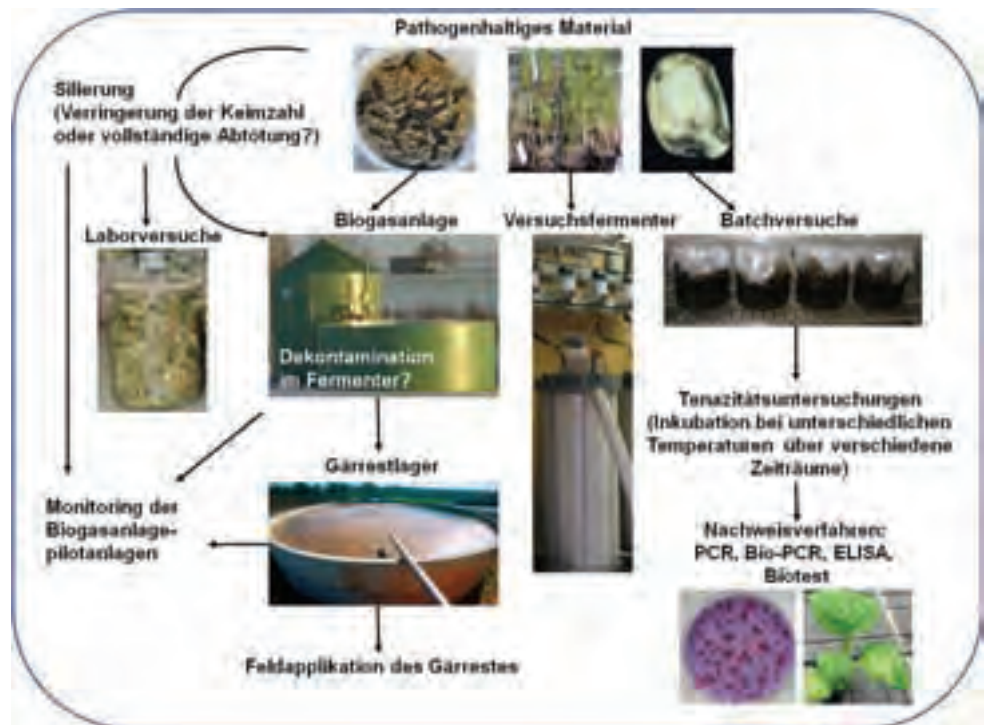 Pathogenhaltiges Material
Silierung
(Verringerung der Keimzahl
oder vollständige Abtötung?)
Biogasanlage
Versuchsfermenter
Batchversuche
Laborversuche
Dekontamination
im Fermenter?
Tenazitätsuntersuchungen
(Inkubation bei unterschiedlichen
Temperaturen über verschiedene
Zeiträume)
Gärrestlager
Monitoring der
Biogasanlage-
pilotanlagen
Nachweisverfahren:
PCR, Bio-PCR, ELISA,
Biotest
Feldapplikation des Gärrestes